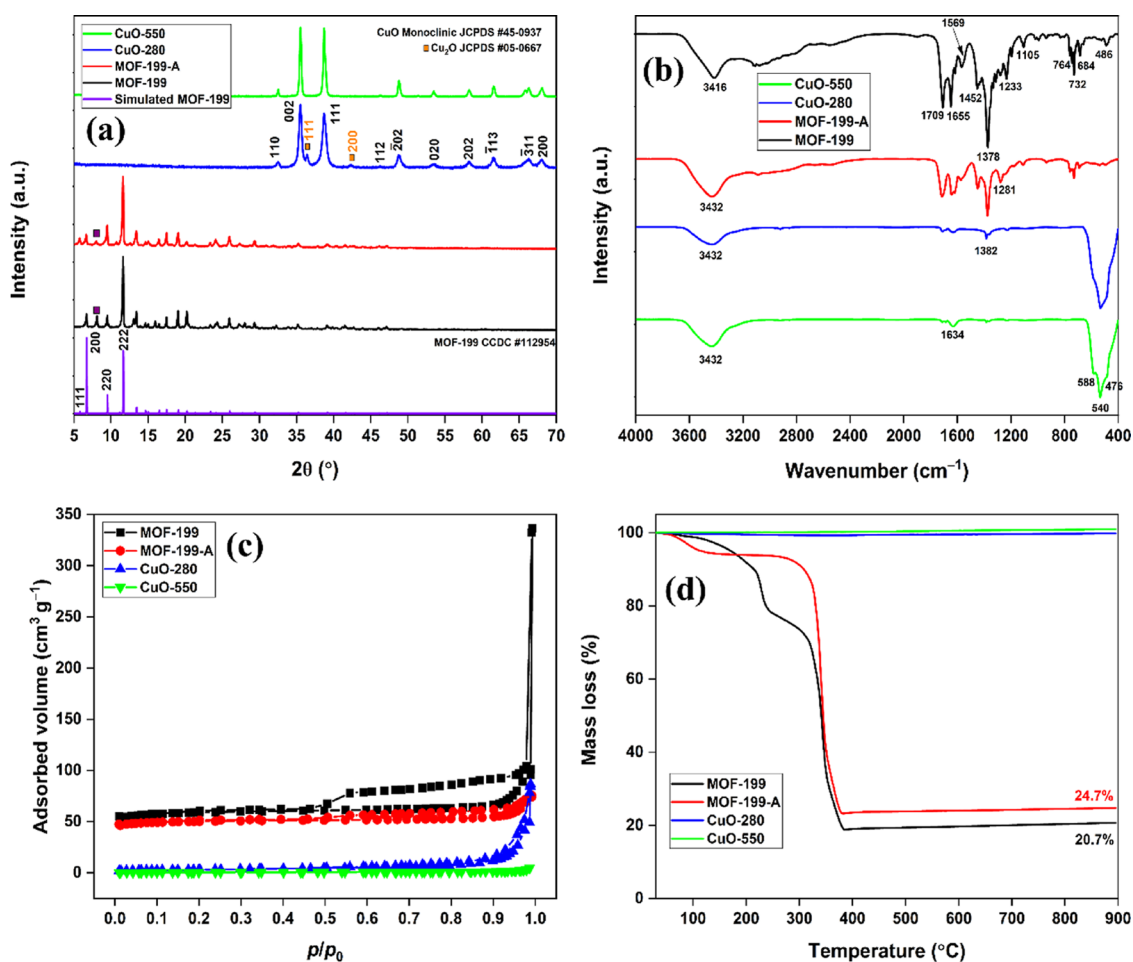 CuO-550
CuO-280
MOF-199-A
MOF-199
Simulated MOF-199
CuO Monoclinic JCPDS #45-0937
Cu₂O JCPDS #05-0667
(a)
110
002
111
111
200
112
2̄02
020
202
1̄13
3̄11
200
MOF-199 CCDC #112954
111
200
220
222
5 10 15 20 25 30 35 40 45 50 55 60 65 70
2θ (°)
Intensity (a.u.)
(b)
CuO-550
CuO-280
MOF-199-A
MOF-199
3416
1709
1655
1569
1452
1378
1233
1105
764
732
684
486
3432
1281
3432
1382
3432
1634
588
540
476
4000 3600 3200 2800 2400 2000 1600 1200 800 400
Wavenumber (cm⁻¹)
Intensity (a.u.)
(c)
MOF-199
MOF-199-A
CuO-280
CuO-550
350
300
250
200
150
100
50
0
0.0 0.1 0.2 0.3 0.4 0.5 0.6 0.7 0.8 0.9 1.0
p/p₀
Adsorbed volume (cm³ g⁻¹)
(d)
100
80
60
40
20
0
MOF-199
MOF-199-A
CuO-280
CuO-550
24.7%
20.7%
100 200 300 400 500 600 700 800 900
Temperature (°C)
Mass loss (%)